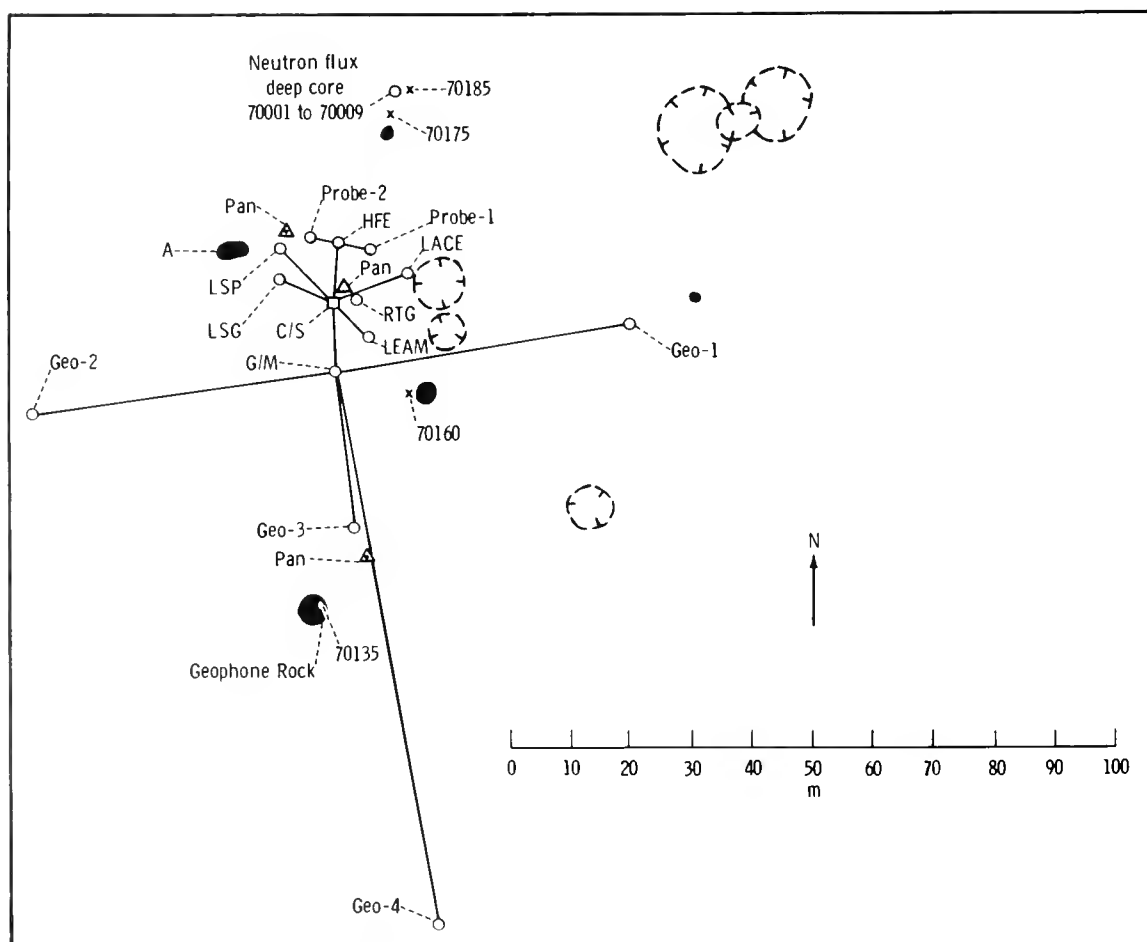 Neutron flux
deep core
70001 to 70009
70185
70175
Probe-2
Pan
HFE
Probe-1
A
LACE
LSP
Pan
LSG
C/S
RTG
LEAM
G/M
Geo-1
Geo-2
70160
Geo-3
Pan
N
70135
Geophone Rock
0 10 20 30 40 50 60 70 80 90 100
m
Geo-4